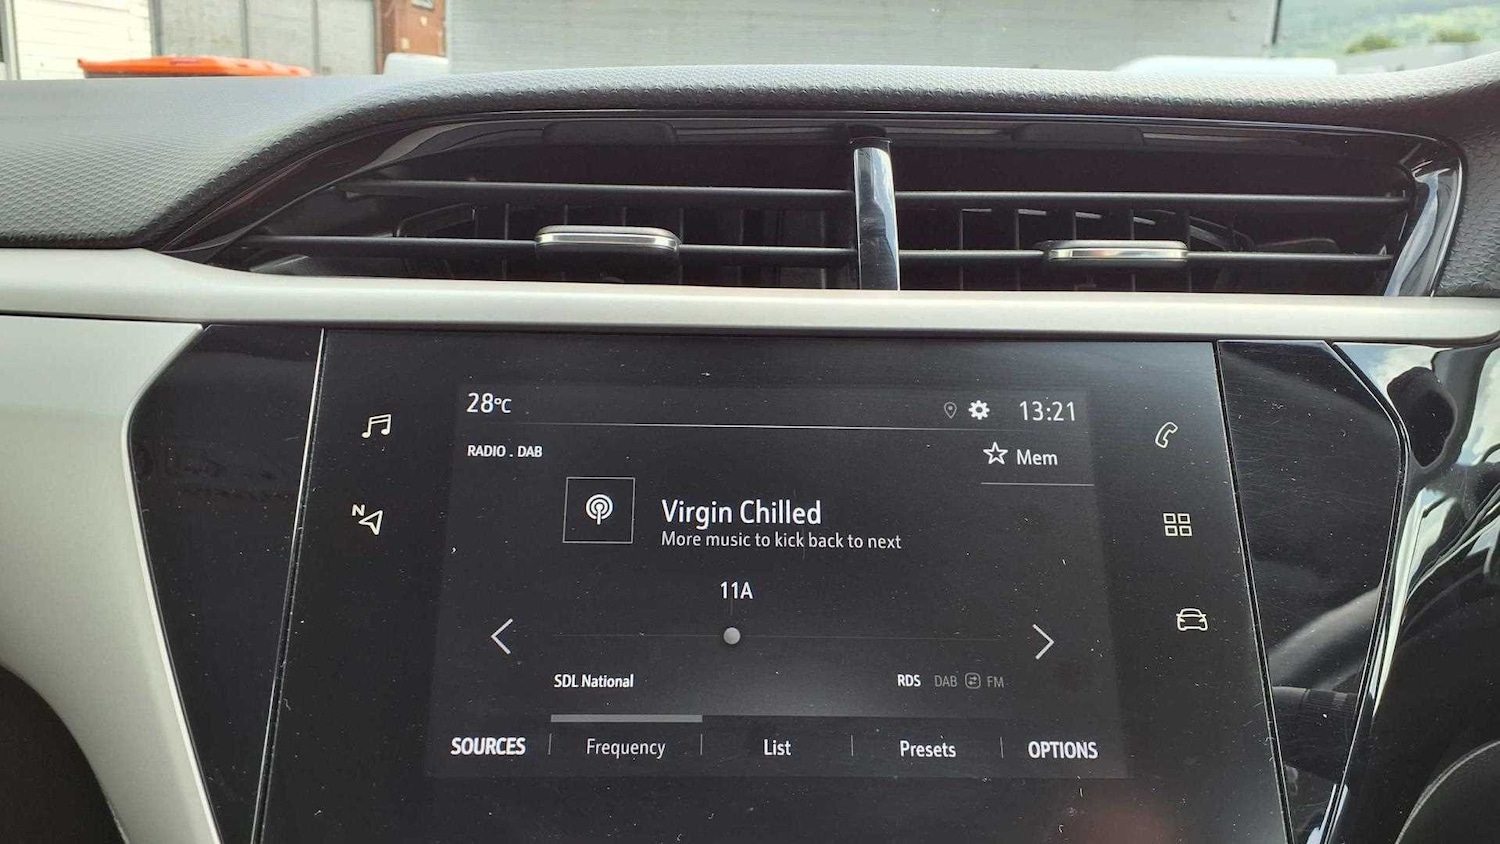 28°C
13:21
RADIO . DAB
Mem
Virgin Chilled
More music to kick back to next
N
11A
SDL National
RDS DAB FM
SOURCES Frequency List Presets OPTIONS